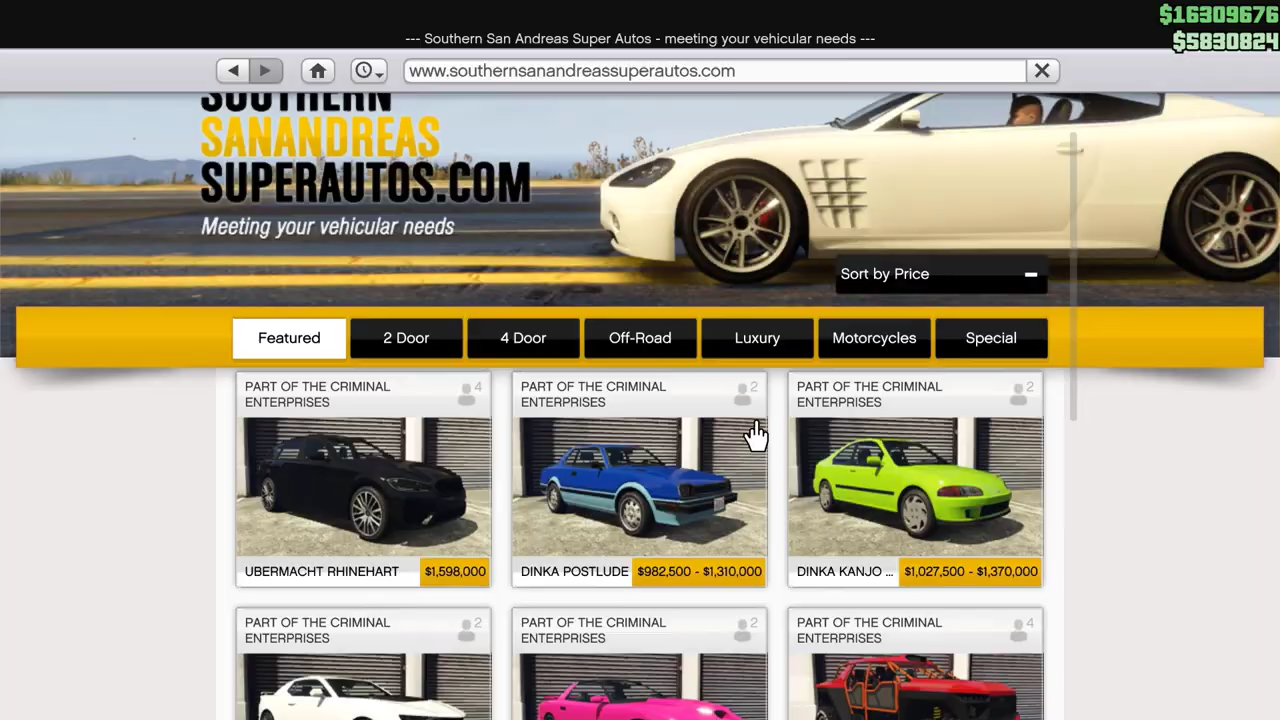 $16309676
$5830824
--- Southern San Andreas Super Autos - meeting your vehicular needs ---
www.southernsanandreassuperautos.com
SOUTHERN
SANANDREAS
SUPERAUTOS.COM
Meeting your vehicular needs
Sort by Price
Featured
2 Door
4 Door
Off-Road
Luxury
Motorcycles
Special
PART OF THE CRIMINAL
ENTERPRISES
4
UBERMACHT RHINEHART
$1,598,000
PART OF THE CRIMINAL
ENTERPRISES
2
DINKA POSTLUDE
$982,500 - $1,310,000
PART OF THE CRIMINAL
ENTERPRISES
2
DINKA KANJO ...
$1,027,500 - $1,370,000
PART OF THE CRIMINAL
ENTERPRISES
2
PART OF THE CRIMINAL
ENTERPRISES
2
PART OF THE CRIMINAL
ENTERPRISES
4